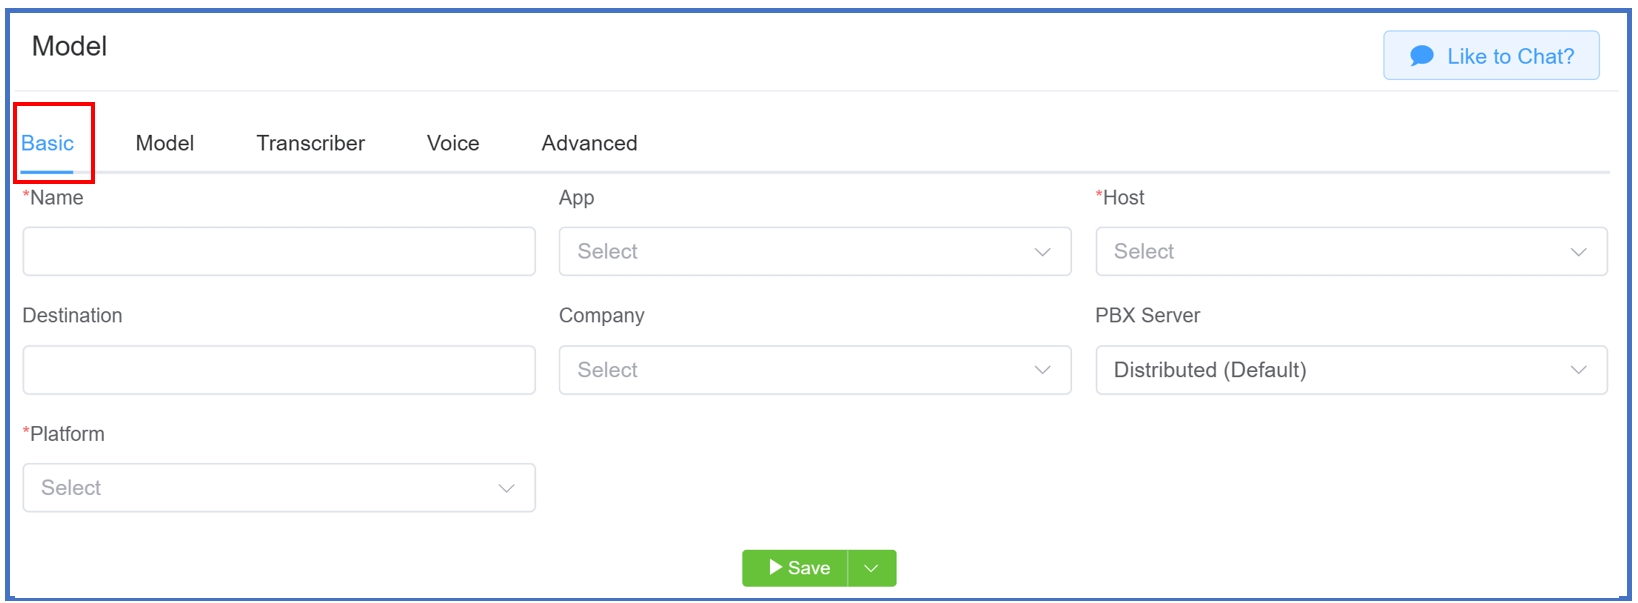 Model
Like to Chat?
Basic Model Transcriber Voice Advanced
*Name App *Host
Select Select
Destination Company PBX Server
Select Distributed (Default)
*Platform
Select
Save